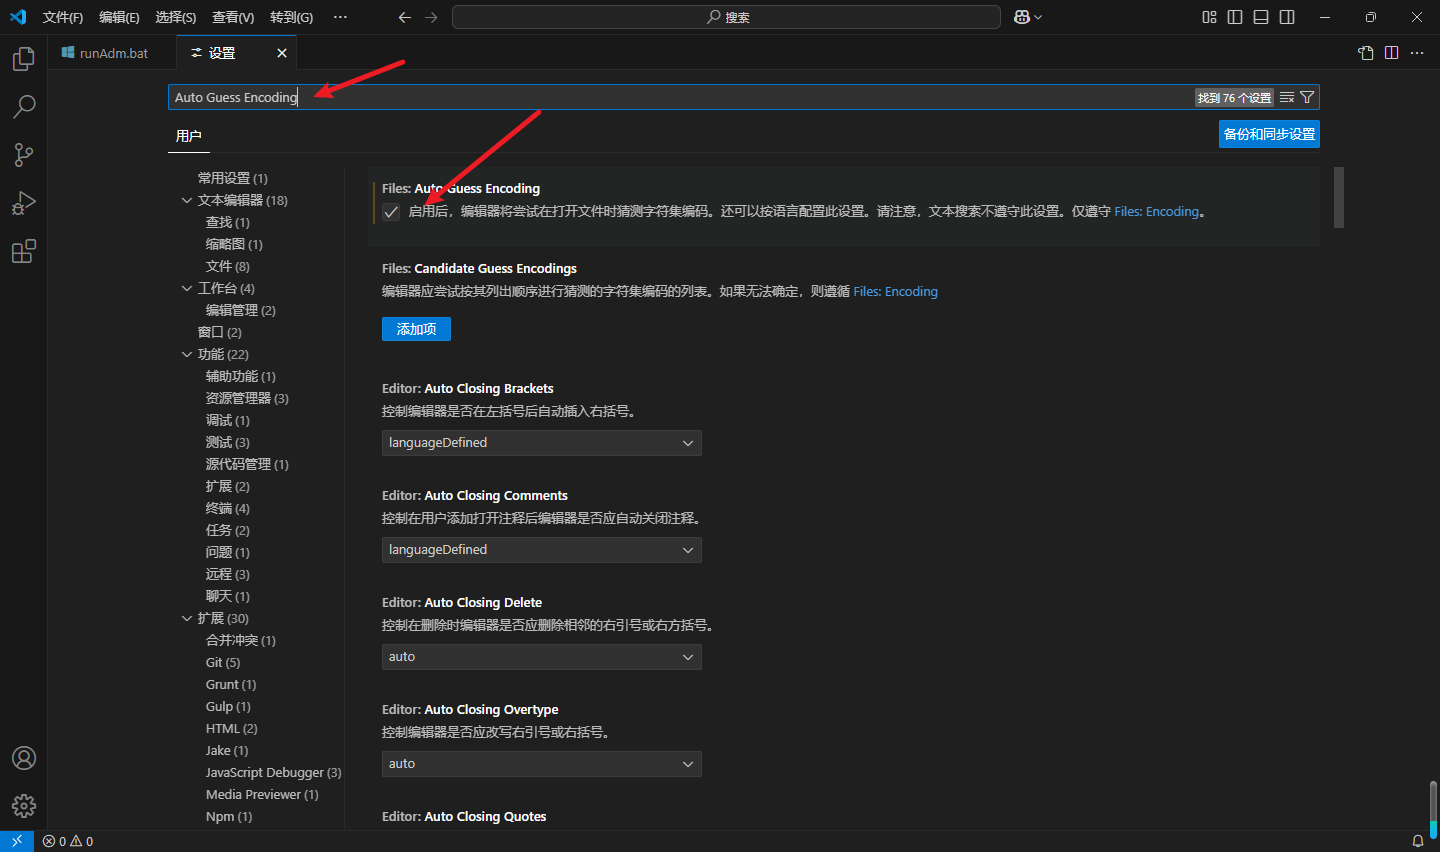 文件(F) 编辑(E) 选择(S) 查看(V) 转到(G) ···
搜索
runAdm.bat
设置
Auto Guess Encoding
找到 76 个设置
用户
备份和同步设置
常用设置 (1)
文本编辑器 (18)
查找 (1)
缩略图 (1)
文件 (8)
工作台 (4)
编辑管理 (2)
窗口 (2)
功能 (22)
辅助功能 (1)
资源管理器 (3)
调试 (1)
测试 (3)
源代码管理 (1)
扩展 (2)
终端 (4)
任务 (2)
问题 (1)
远程 (3)
聊天 (1)
扩展 (30)
合并冲突 (1)
Git (5)
Grunt (1)
Gulp (1)
HTML (2)
Jake (1)
JavaScript Debugger (3)
Media Previewer (1)
Npm (1)
Files: Auto Guess Encoding
启用后，编辑器将尝试在打开文件时猜测字符集编码。还可以按语言配置此设置。请注意，文本搜索不遵守此设置。仅遵守 Files: Encoding。
Files: Candidate Guess Encodings
编辑器应尝试按其列出顺序进行猜测的字符集编码的列表。如果无法确定，则遵循 Files: Encoding
添加项
Editor: Auto Closing Brackets
控制编辑器是否在左括号后自动插入右括号。
languageDefined
Editor: Auto Closing Comments
控制在用户添加打开注释后编辑器是否应自动关闭注释。
languageDefined
Editor: Auto Closing Delete
控制在删除时编辑器是否应删除相邻的右引号或右方括号。
auto
Editor: Auto Closing Overtype
控制编辑器是否应改写右引号或右括号。
auto
Editor: Auto Closing Quotes
0 0